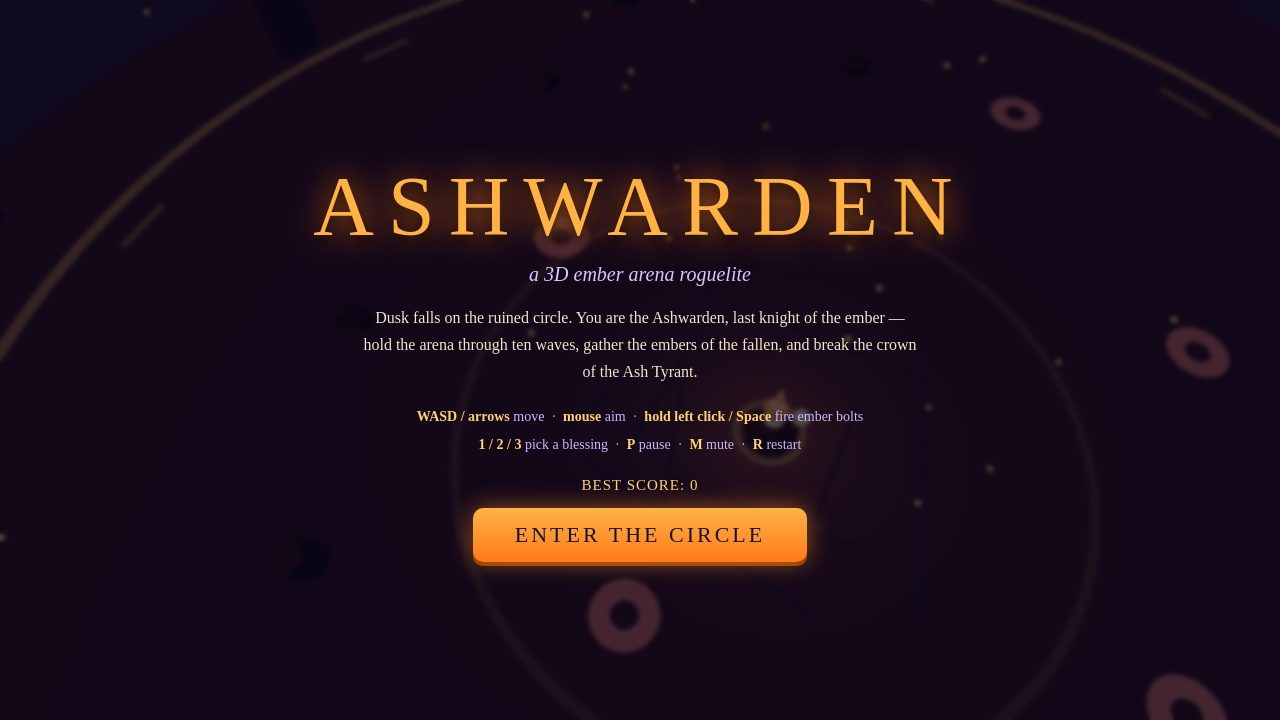 ASHWARDEN
a 3D ember arena roguelite
Dusk falls on the ruined circle. You are the Ashwarden, last knight of the ember —
hold the arena through ten waves, gather the embers of the fallen, and break the crown
of the Ash Tyrant.
WASD / arrows move · mouse aim · hold left click / Space fire ember bolts
1 / 2 / 3 pick a blessing · P pause · M mute · R restart
BEST SCORE: 0
ENTER THE CIRCLE